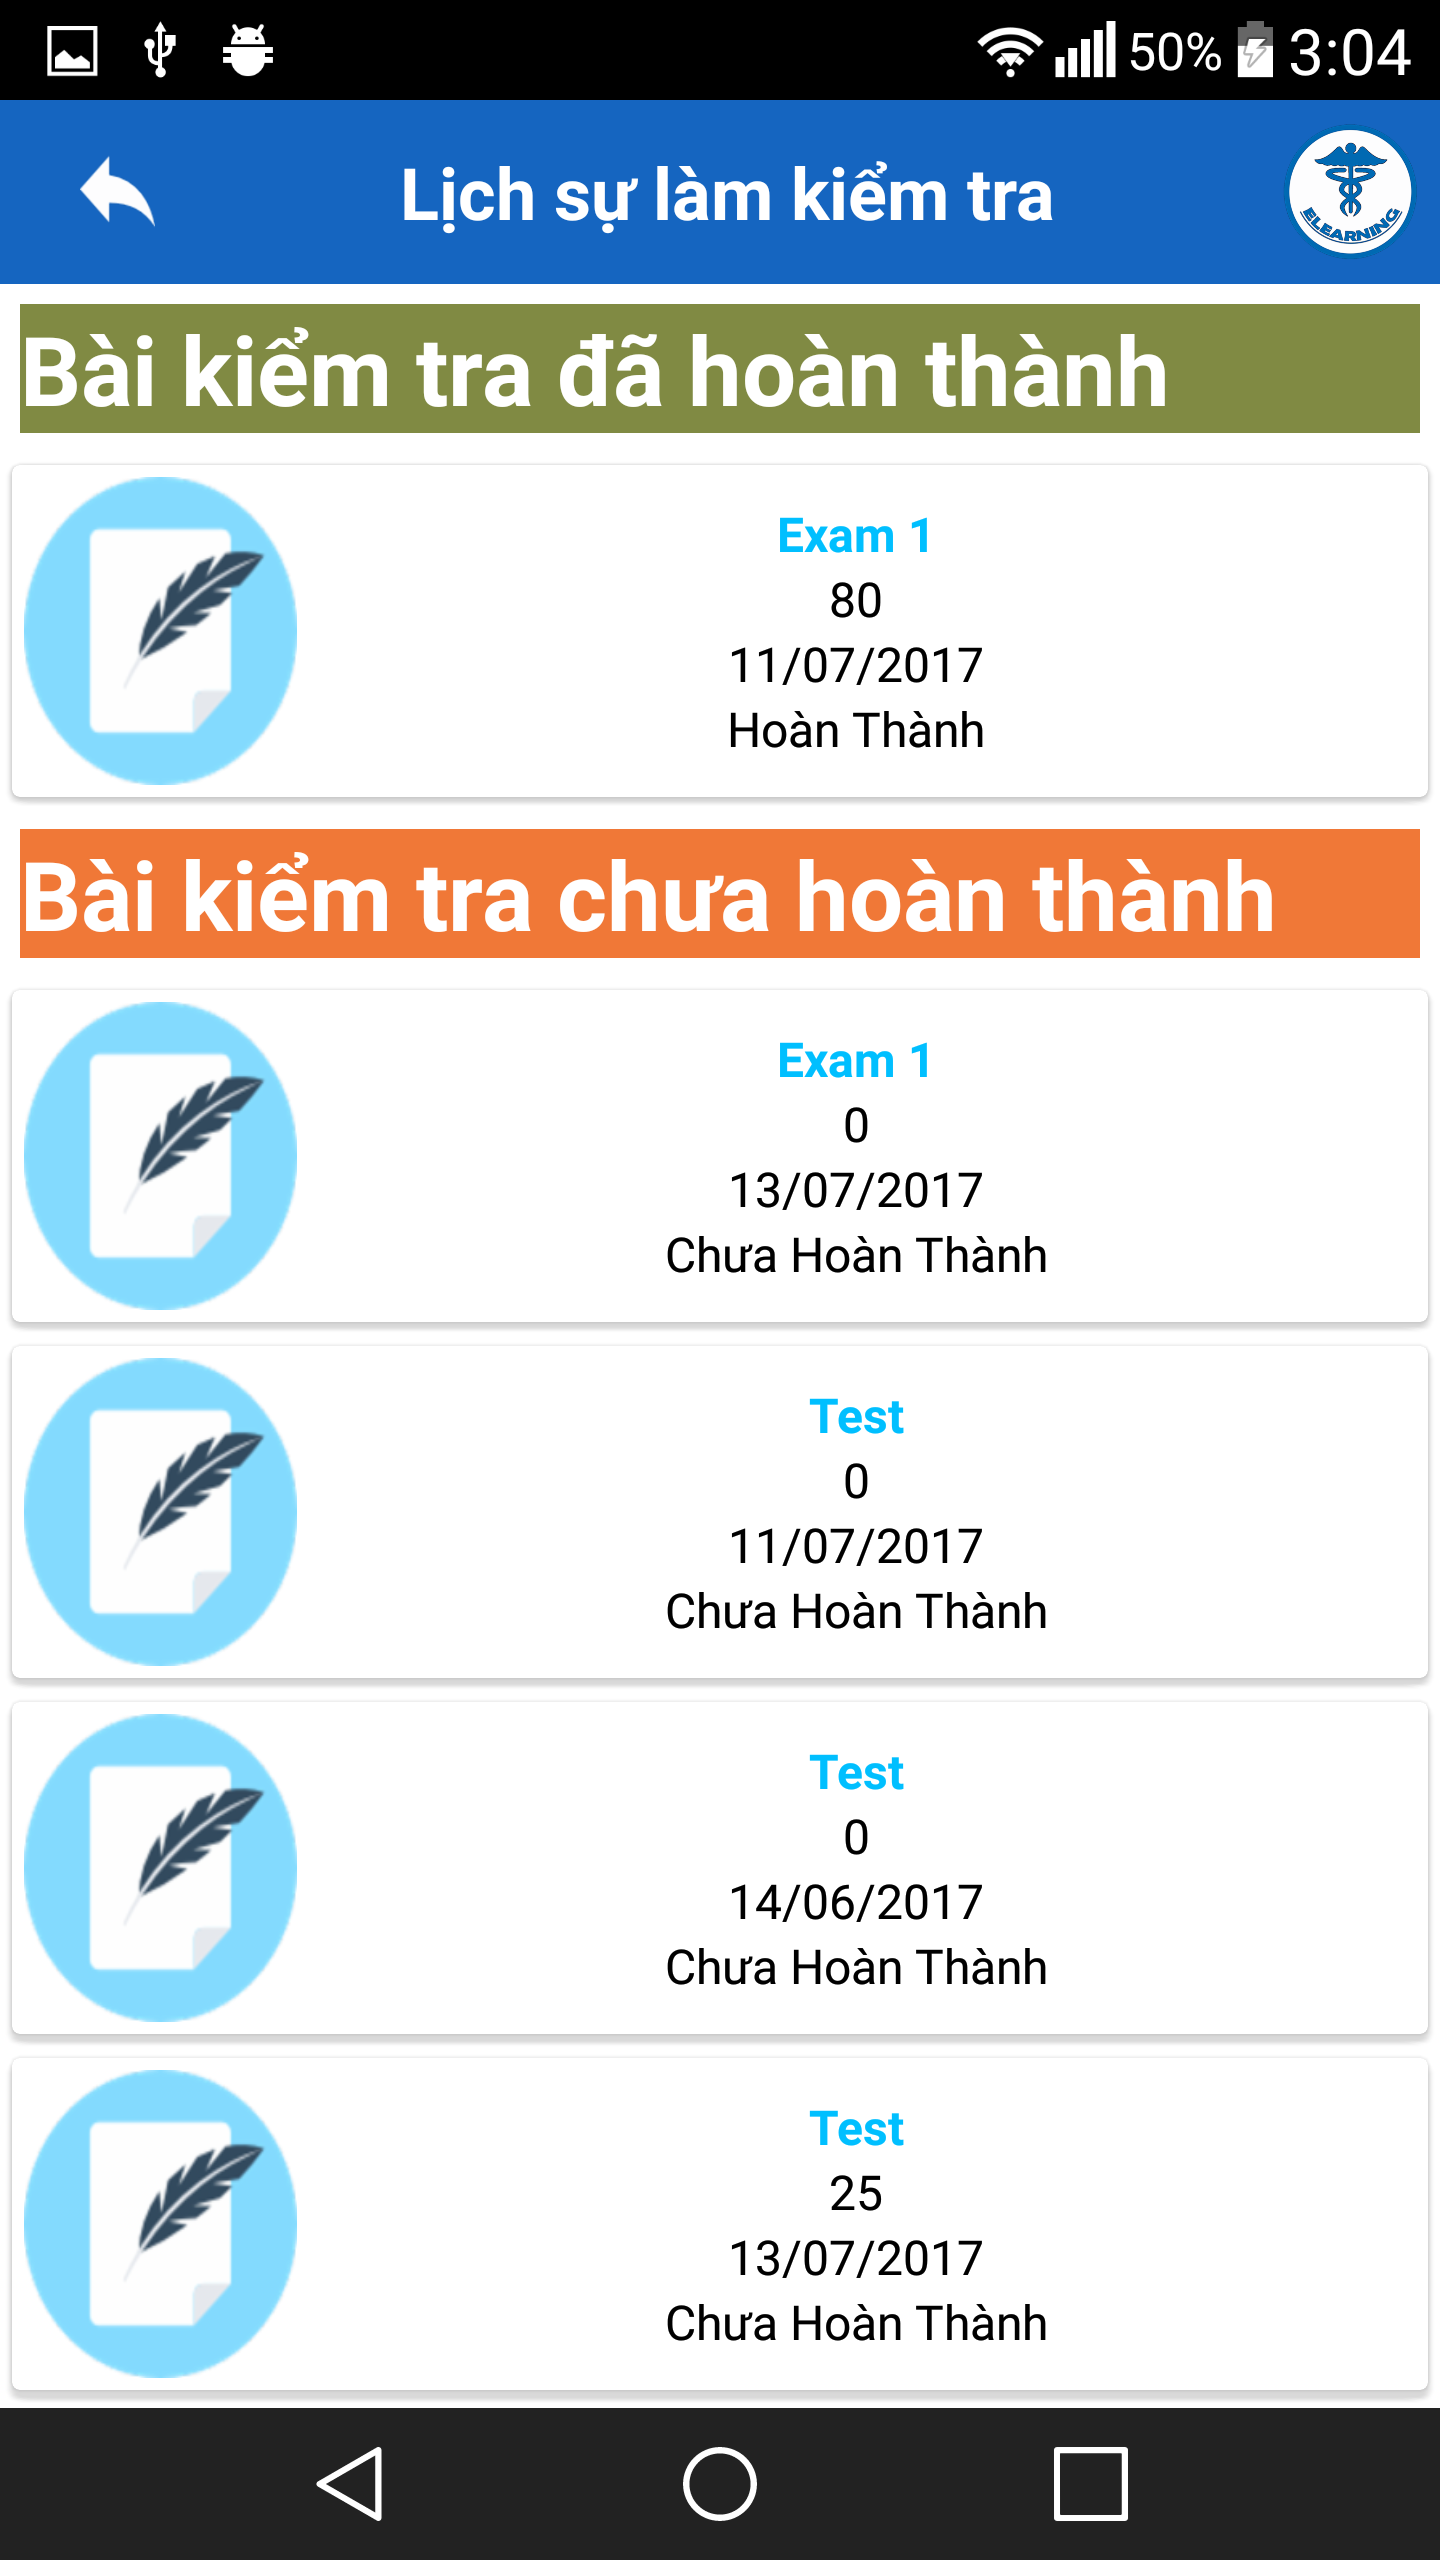 50% 3:04
Lịch sự làm kiểm tra
ELEARNING
Bài kiểm tra đã hoàn thành
Exam 1
80
11/07/2017
Hoàn Thành
Bài kiểm tra chưa hoàn thành
Exam 1
0
13/07/2017
Chưa Hoàn Thành
Test
0
11/07/2017
Chưa Hoàn Thành
Test
0
14/06/2017
Chưa Hoàn Thành
Test
25
13/07/2017
Chưa Hoàn Thành